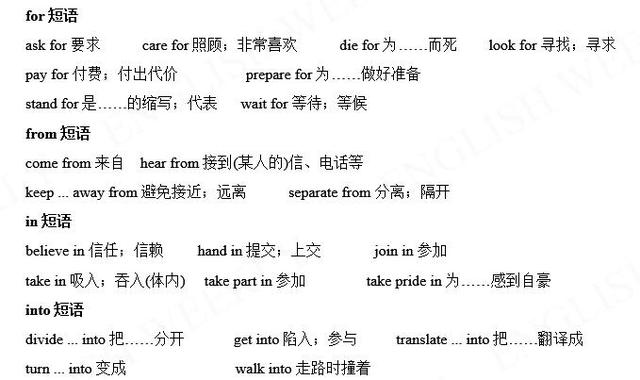 for 短语
ask for 要求 care for 照顾；非常喜欢 die for 为……而死 look for 寻找；寻求
pay for 付费；付出代价 prepare for 为……做好准备
stand for 是……的缩写；代表 wait for 等待；等候
from 短语
come from 来自 hear from 接到(某人的)信、电话等
keep ... away from 避免接近；远离 separate from 分离；隔开
in 短语
believe in 信任；信赖 hand in 提交；上交 join in 参加
take in 吸入；吞入(体内) take part in 参加 take pride in 为……感到自豪
into 短语
divide ... into 把……分开 get into 陷入；参与 translate ... into 把……翻译成
turn ... into 变成 walk into 走路时撞着